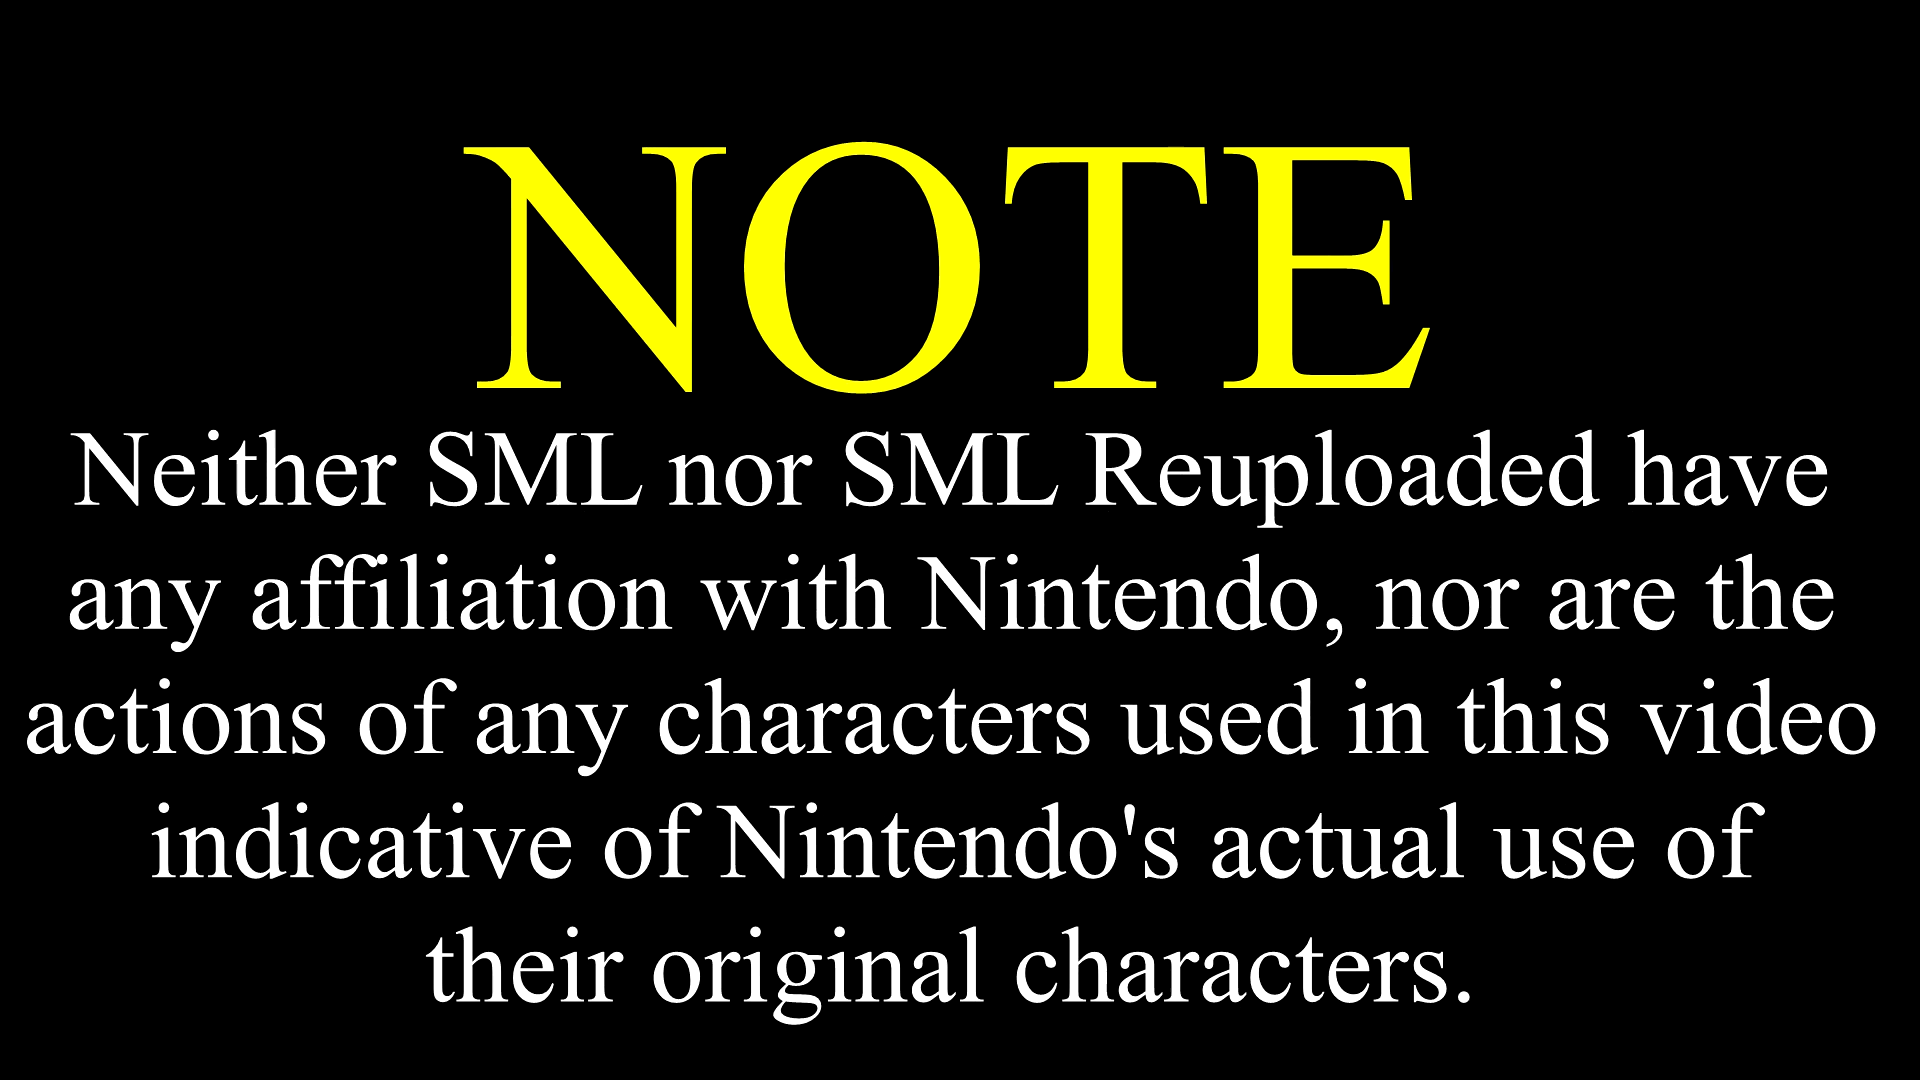 NOTE
Neither SML nor SML Reuploaded have
any affiliation with Nintendo, nor are the
actions of any characters used in this video
indicative of Nintendo's actual use of
their original characters.